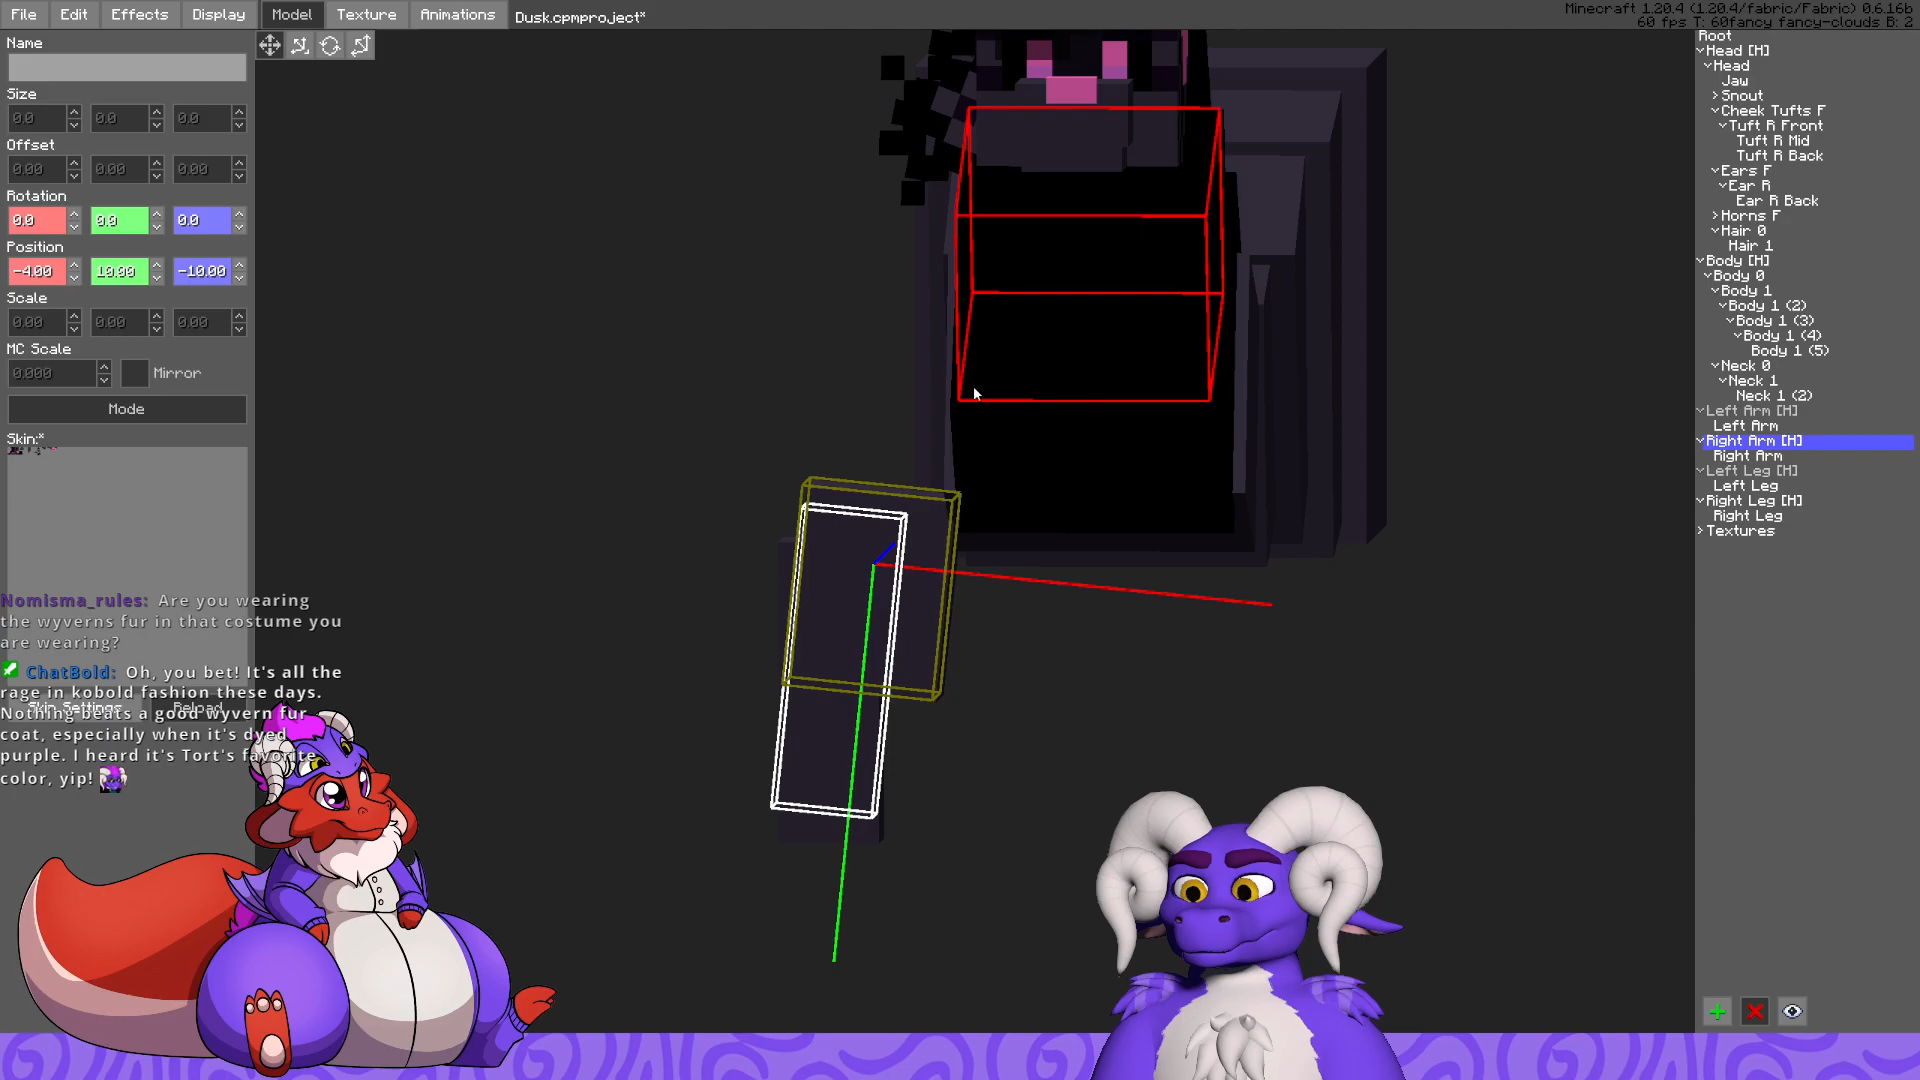 File Edit Effects Display Model Texture Animations Dusk.cpmproject*
Minecraft 1.20.4 (1.20.4/fabric/Fabric) 0.6.16b
60 fps T: 60fancy fancy-clouds B: 2
Name
Size
0.0 0.0 0.0
Offset
0.00 0.00 0.00
Rotation
0.0 0.0 0.0
Position
-4.00 10.00 -10.00
Scale
0.00 0.00 0.00
MC Scale
0.000 Mirror
Mode
Skin:*
Nomisma_rules: Are you wearing
the wyverns fur in that costume you
are wearing?
ChatBold: Oh, you bet! It's all the
rage in kobold fashion these days.
Nothing beats a good wyvern fur
coat, especially when it's dyed
purple. I heard it's Tort's favorite
color, yip!
Skin Settings Reload
Root
Head [H]
Head
Jaw
Snout
Cheek Tufts F
Tuft R Front
Tuft R Mid
Tuft R Back
Ears F
Ear R
Ear R Back
Horns F
Hair 0
Hair 1
Body [H]
Body 0
Body 1
Body 1 (2)
Body 1 (3)
Body 1 (4)
Body 1 (5)
Neck 0
Neck 1
Neck 1 (2)
Left Arm [H]
Left Arm
Right Arm [H]
Right Arm
Left Leg [H]
Left Leg
Right Leg [H]
Right Leg
Textures